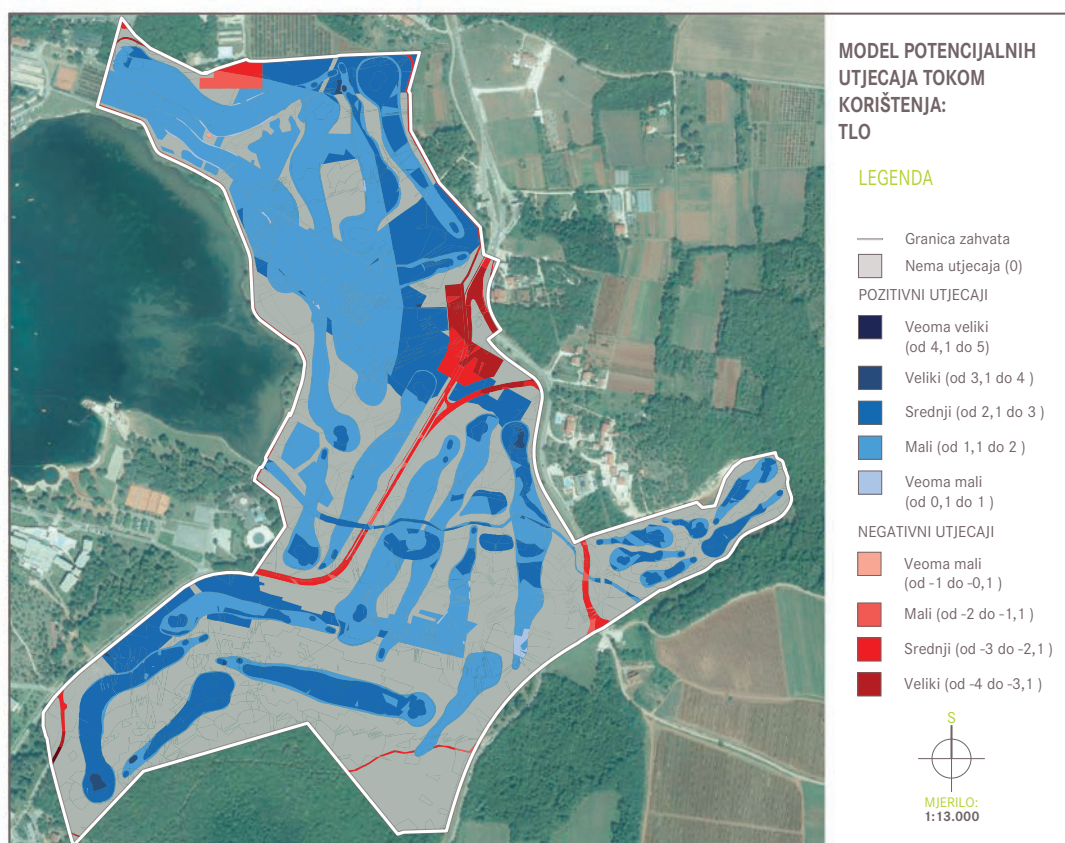 MODEL POTENCIJALNIH
UTJECAJA TOKOM
KORIŠTENJA:
TLO
LEGENDA
Granica zahvata
Nema utjecaja (0)
POZITIVNI UTJECAJI
Veoma veliki
(od 4,1 do 5)
Veliki (od 3,1 do 4 )
Srednji (od 2,1 do 3 )
Mali (od 1,1 do 2 )
Veoma mali
(od 0,1 do 1 )
NEGATIVNI UTJECAJI
Veoma mali
(od -1 do -0,1 )
Mali (od -2 do -1,1 )
Srednji (od -3 do -2,1 )
Veliki (od -4 do -3,1 )
S
MJERILO:
1:13.000